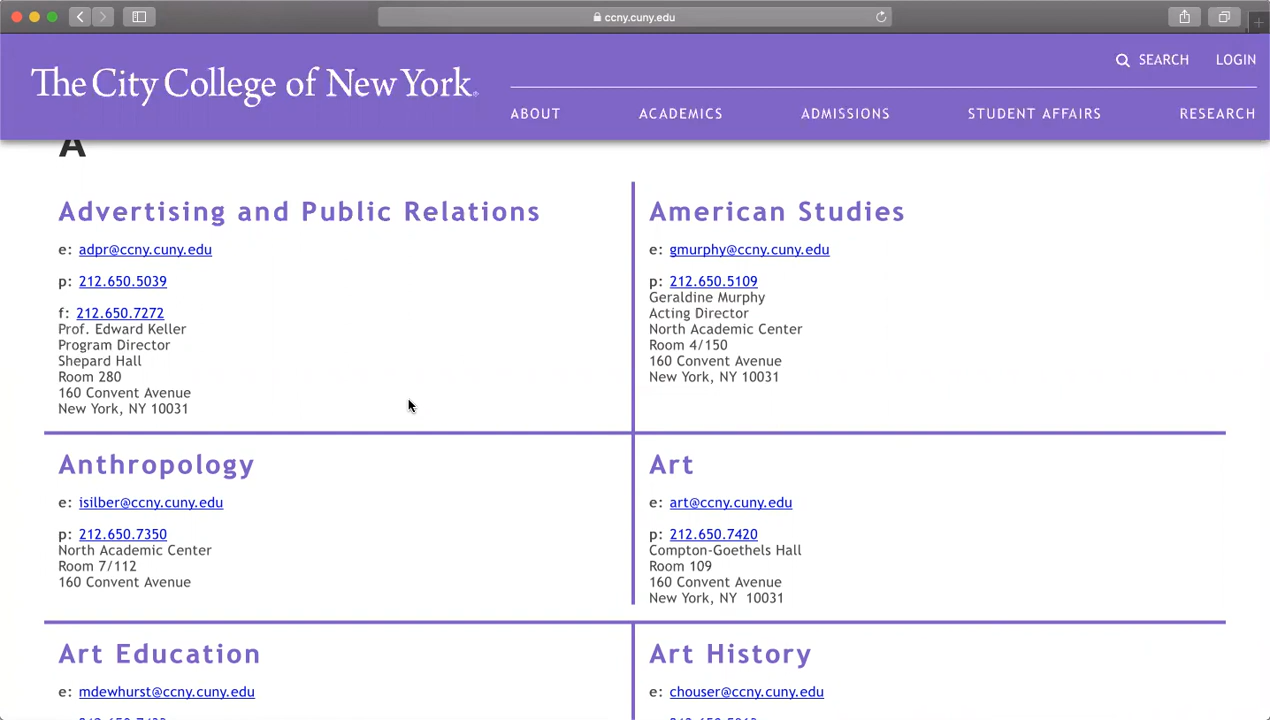 ccny.cuny.edu
The City College of New York
SEARCH
LOGIN
ABOUT
ACADEMICS
ADMISSIONS
STUDENT AFFAIRS
RESEARCH
A
Advertising and Public Relations
e: adpr@ccny.cuny.edu
p: 212.650.5039
f: 212.650.7272
Prof. Edward Keller
Program Director
Shepard Hall
Room 280
160 Convent Avenue
New York, NY 10031
American Studies
e: gmurphy@ccny.cuny.edu
p: 212.650.5109
Geraldine Murphy
Acting Director
North Academic Center
Room 4/150
160 Convent Avenue
New York, NY 10031
Anthropology
e: isilber@ccny.cuny.edu
p: 212.650.7350
North Academic Center
Room 7/112
160 Convent Avenue
Art
e: art@ccny.cuny.edu
p: 212.650.7420
Compton-Goethels Hall
Room 109
160 Convent Avenue
New York, NY 10031
Art Education
e: mdewhurst@ccny.cuny.edu
Art History
e: chouser@ccny.cuny.edu